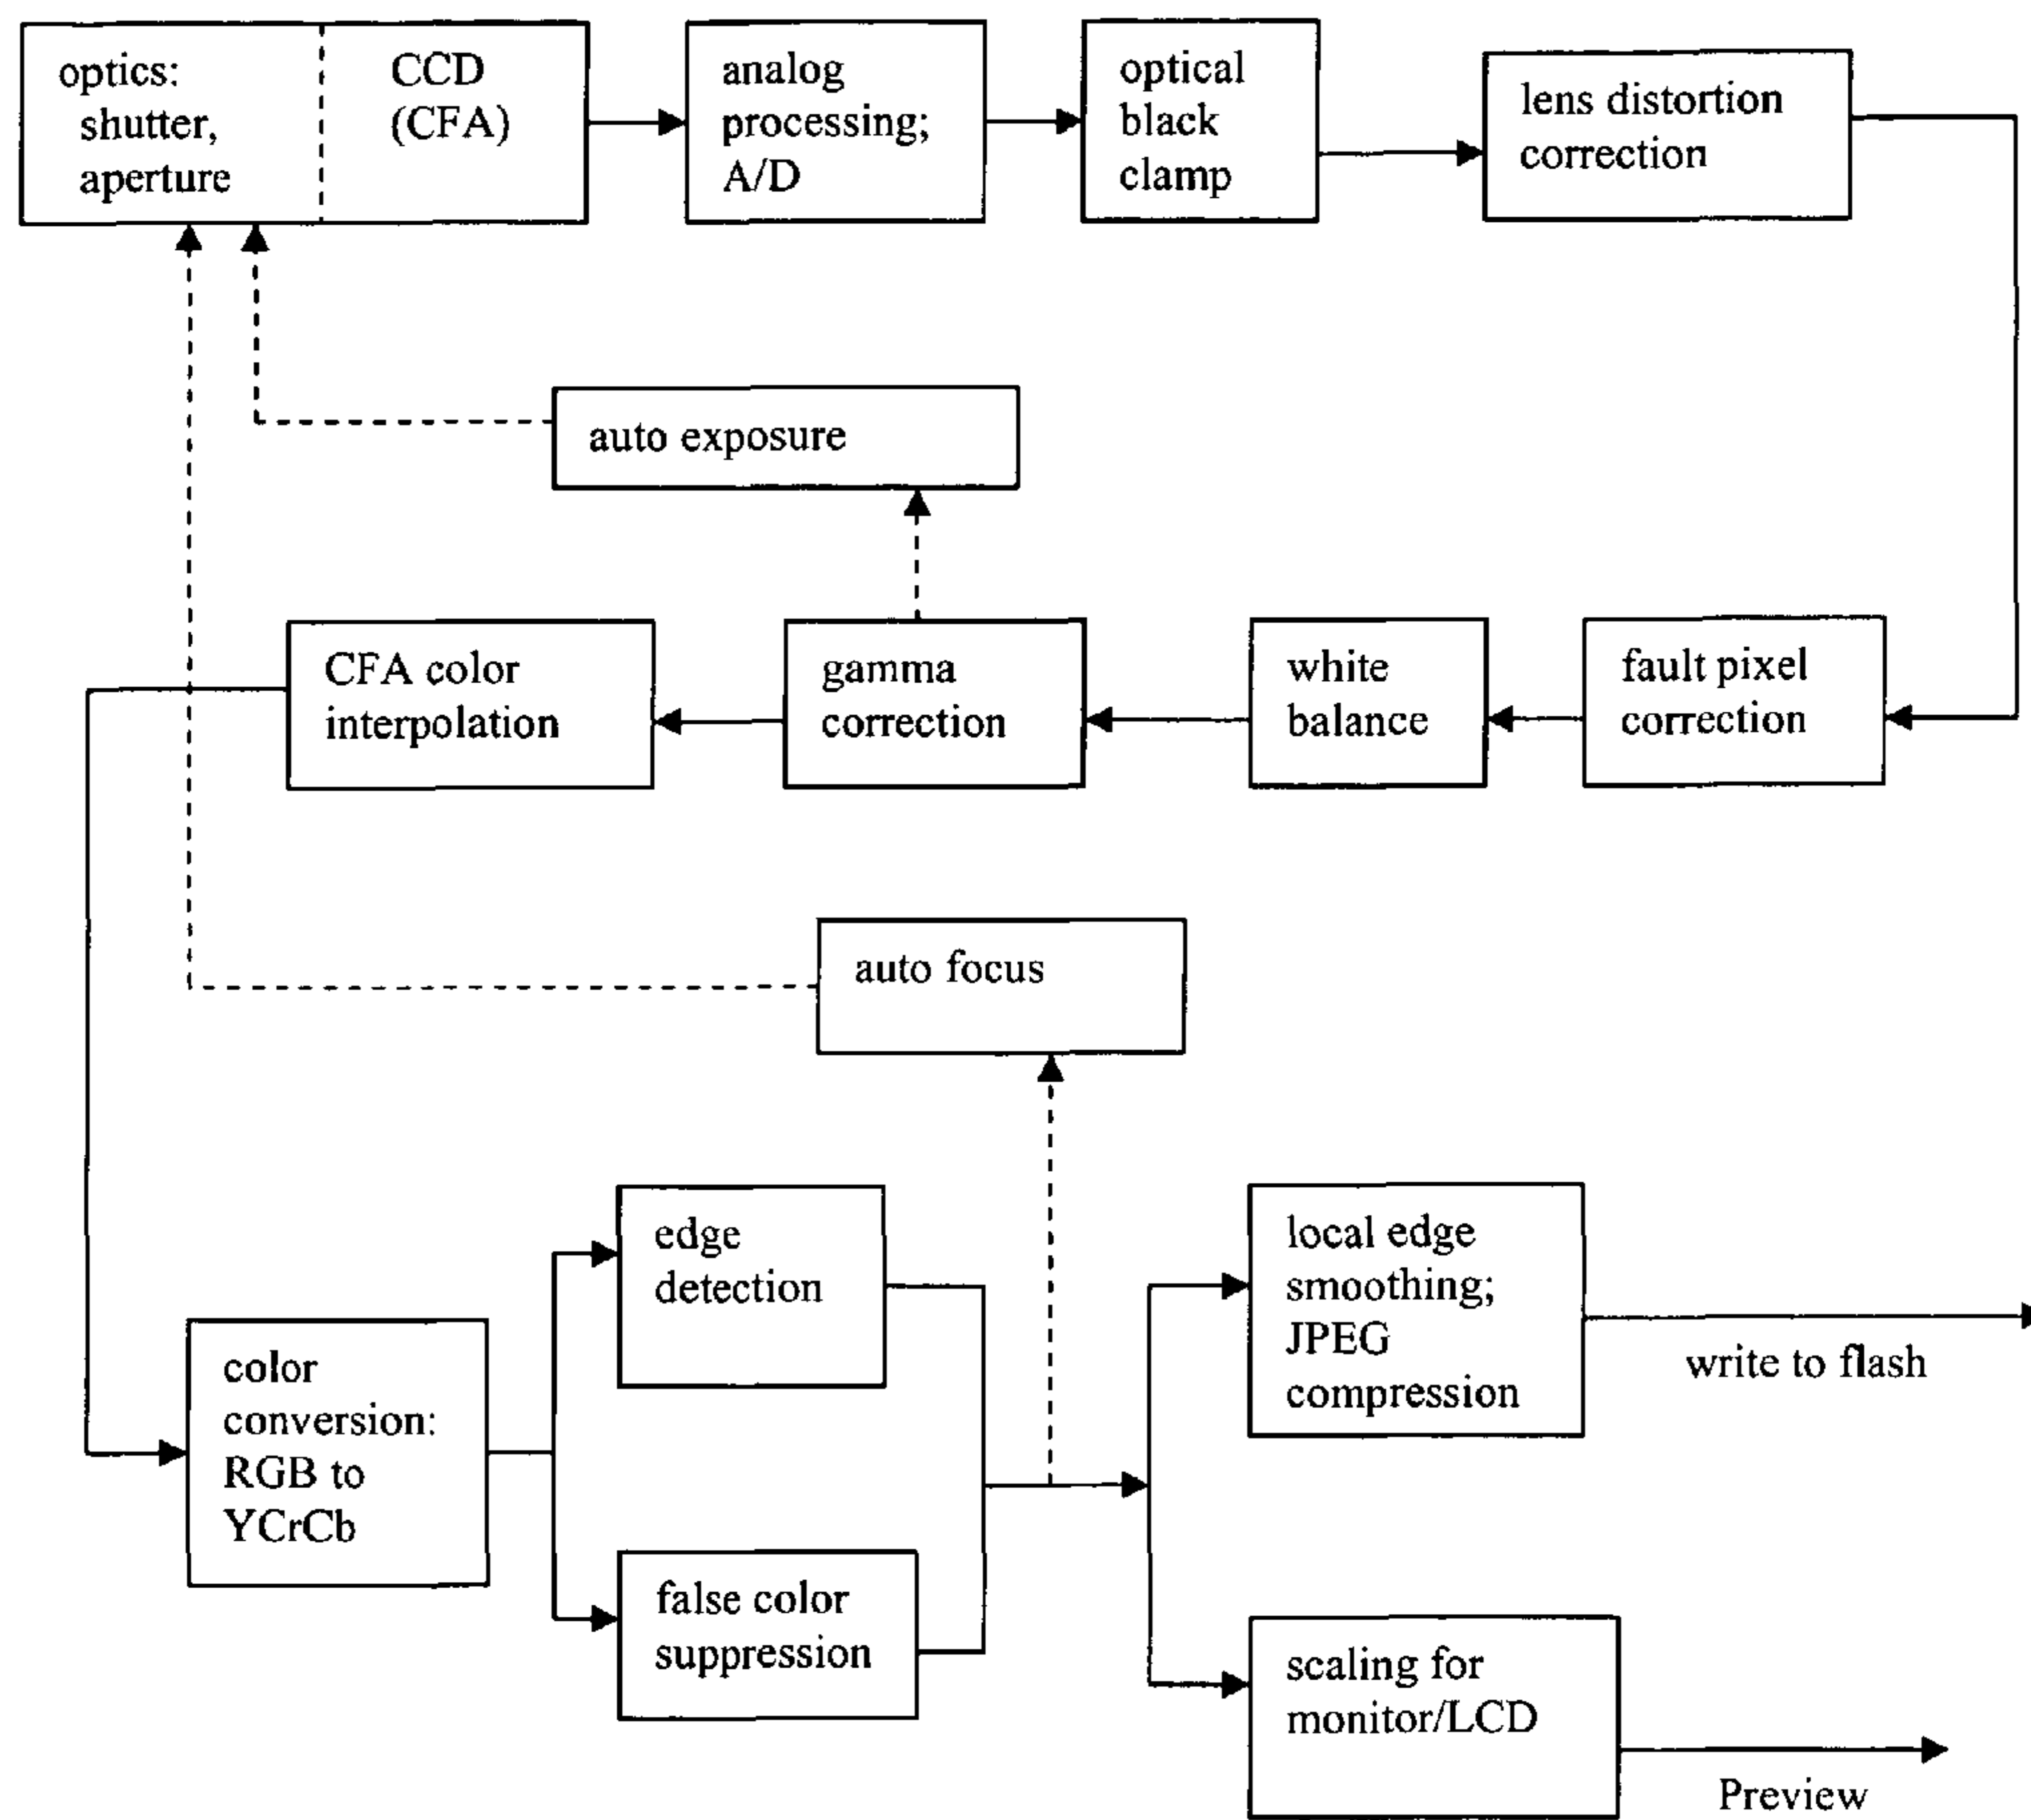 optics:
shutter,
aperture
CCD
(CFA)
analog
processing;
A/D
optical
black
clamp
lens distortion
correction
auto exposure
CFA color
interpolation
gamma
correction
white
balance
fault pixel
correction
auto focus
edge
detection
local edge
smoothing;
JPEG
compression
write to flash
color
conversion:
RGB to
YCrCb
false color
suppression
scaling for
monitor/LCD
Preview